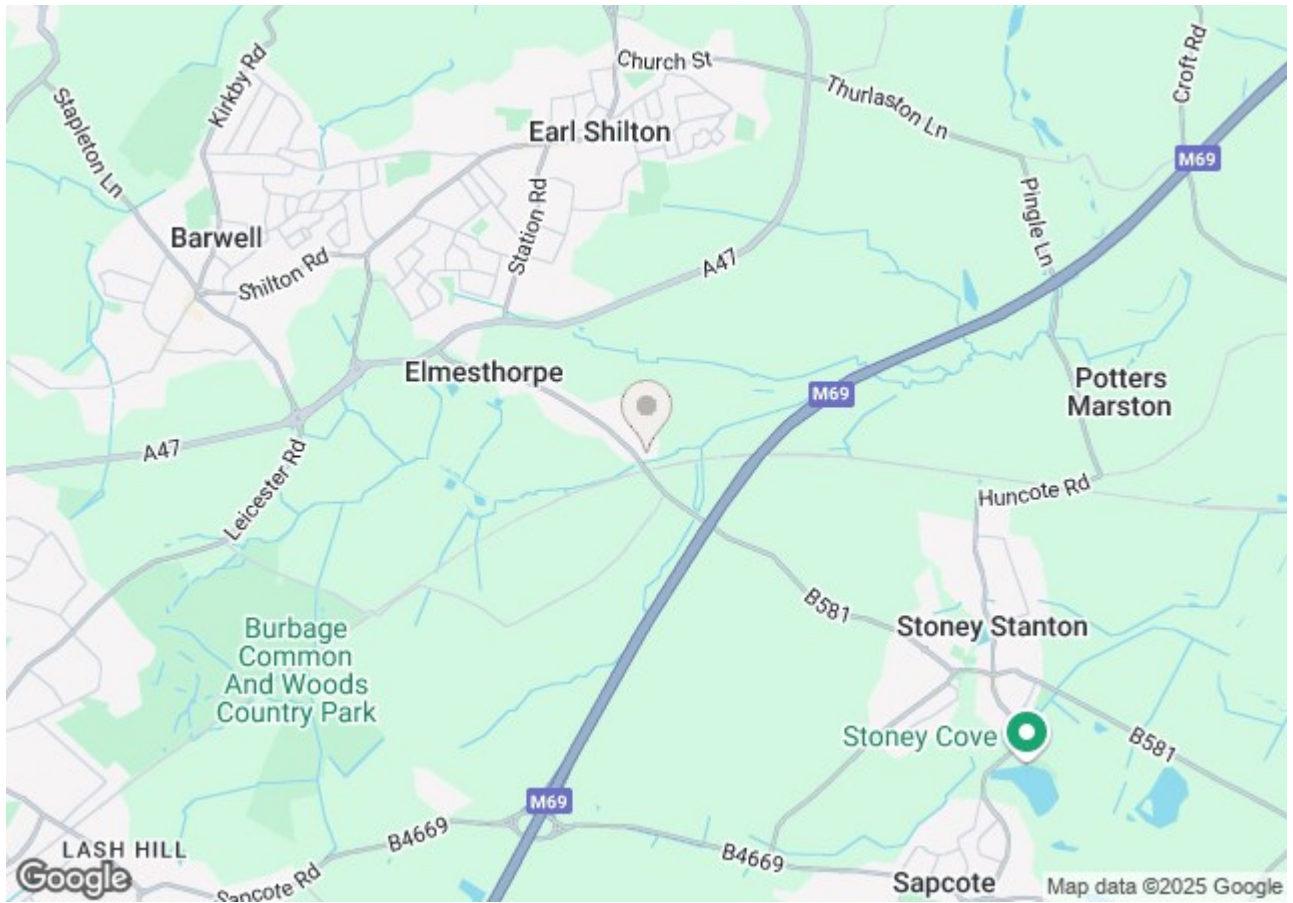 Church St
Croft Rd
Kirkby Rd
Stapleton Ln
Thurlaston Ln
Earl Shilton
M69
Pingle Ln
Station Rd
Barwell
Shilton Rd
A47
Elmesthorpe
M69
Potters
Marston
A47
Leicester Rd
Huncote Rd
B581
Stoney Stanton
Burbage
Common
And Woods
Country Park
Stoney Cove
B581
M69
B4669
LASH HILL
B4669
Sapcote Rd
Sapcote
Google
Map data ©2025 Google